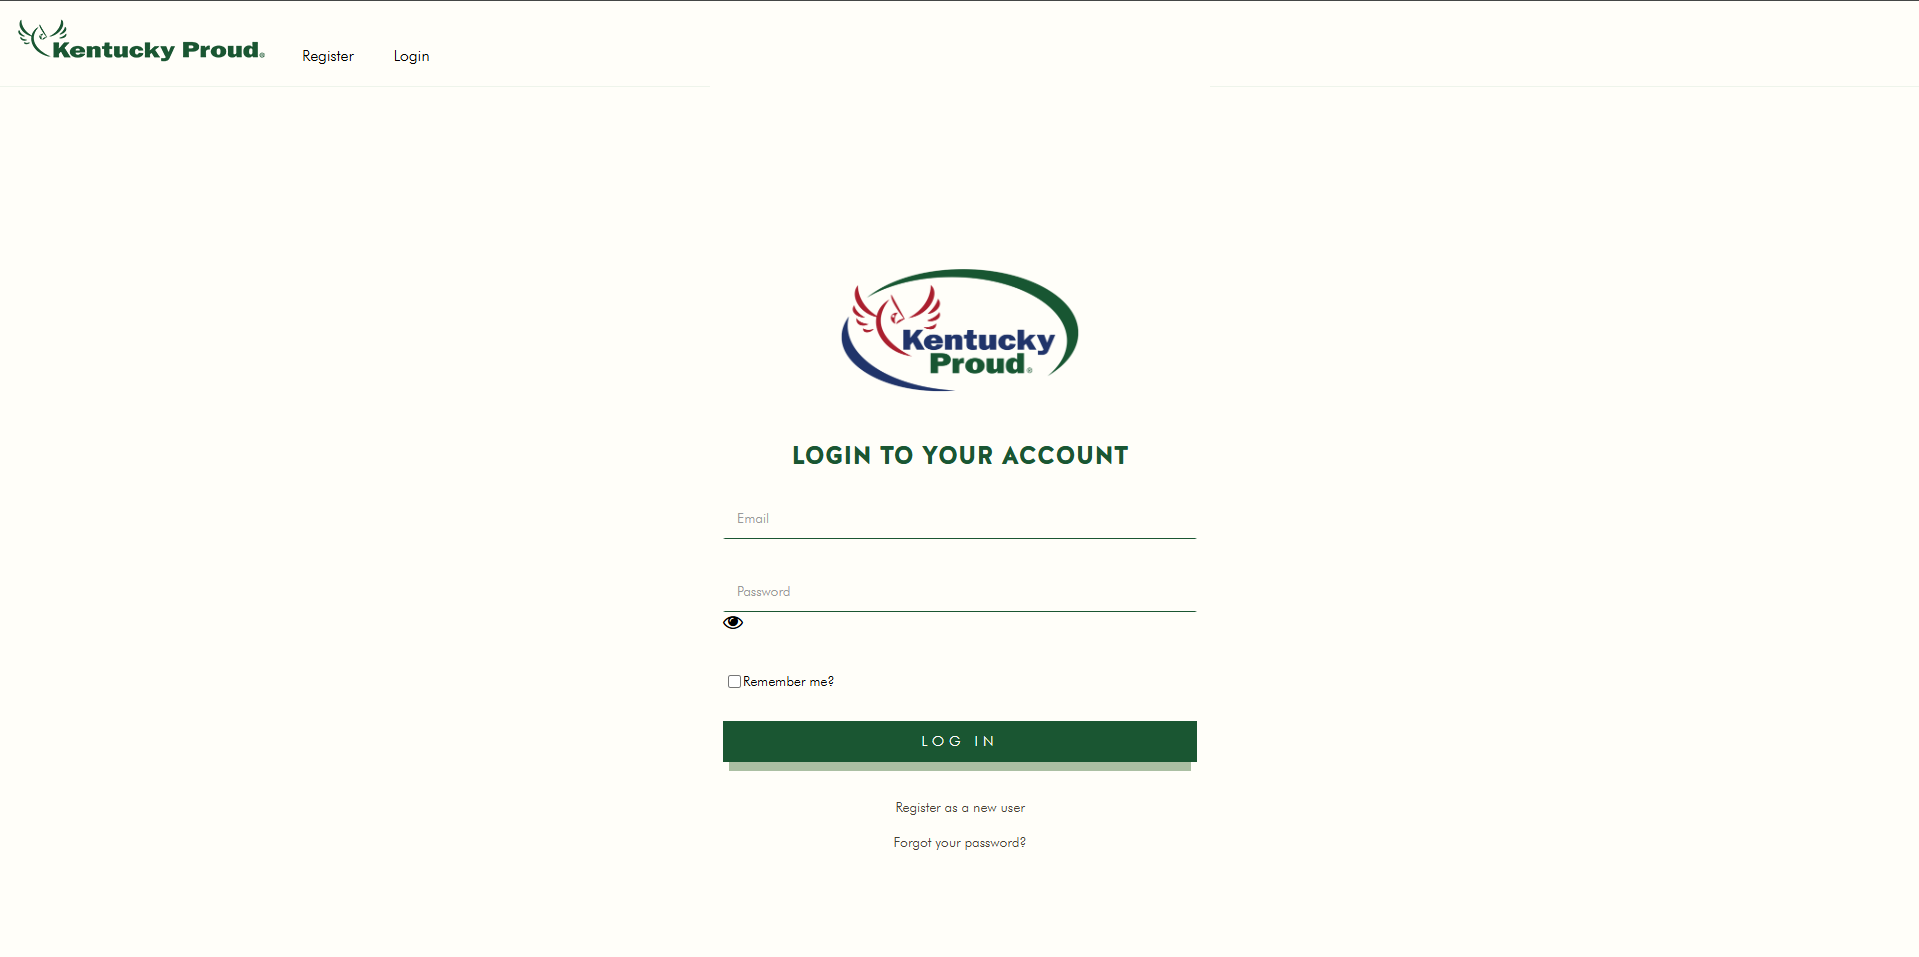 Kentucky Proud®
Register
Login
Kentucky
Proud®
LOGIN TO YOUR ACCOUNT
Email
Password
Remember me?
LOG IN
Register as a new user
Forgot your password?